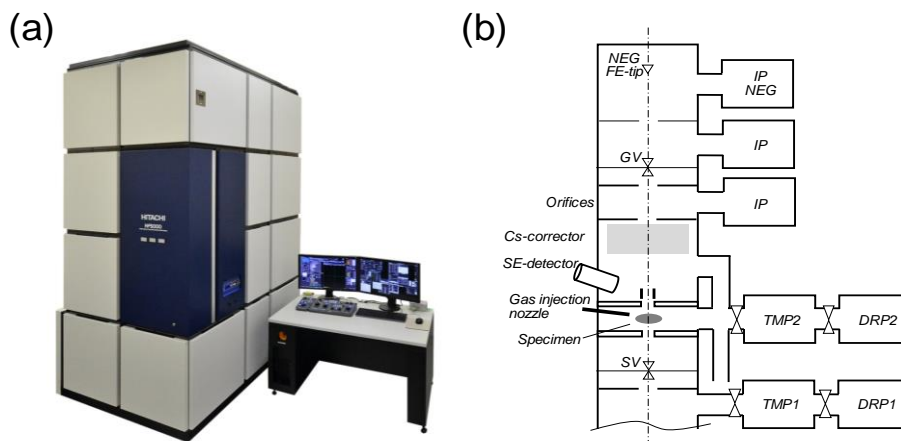 (a)
HITACHI
(b)
NEG
FE-tip
IP
NEG
IP
GV
IP
Orifices
Cs-corrector
SE-detector
Gas injection
nozzle
Specimen
TMP2
DRP2
SV
TMP1
DRP1